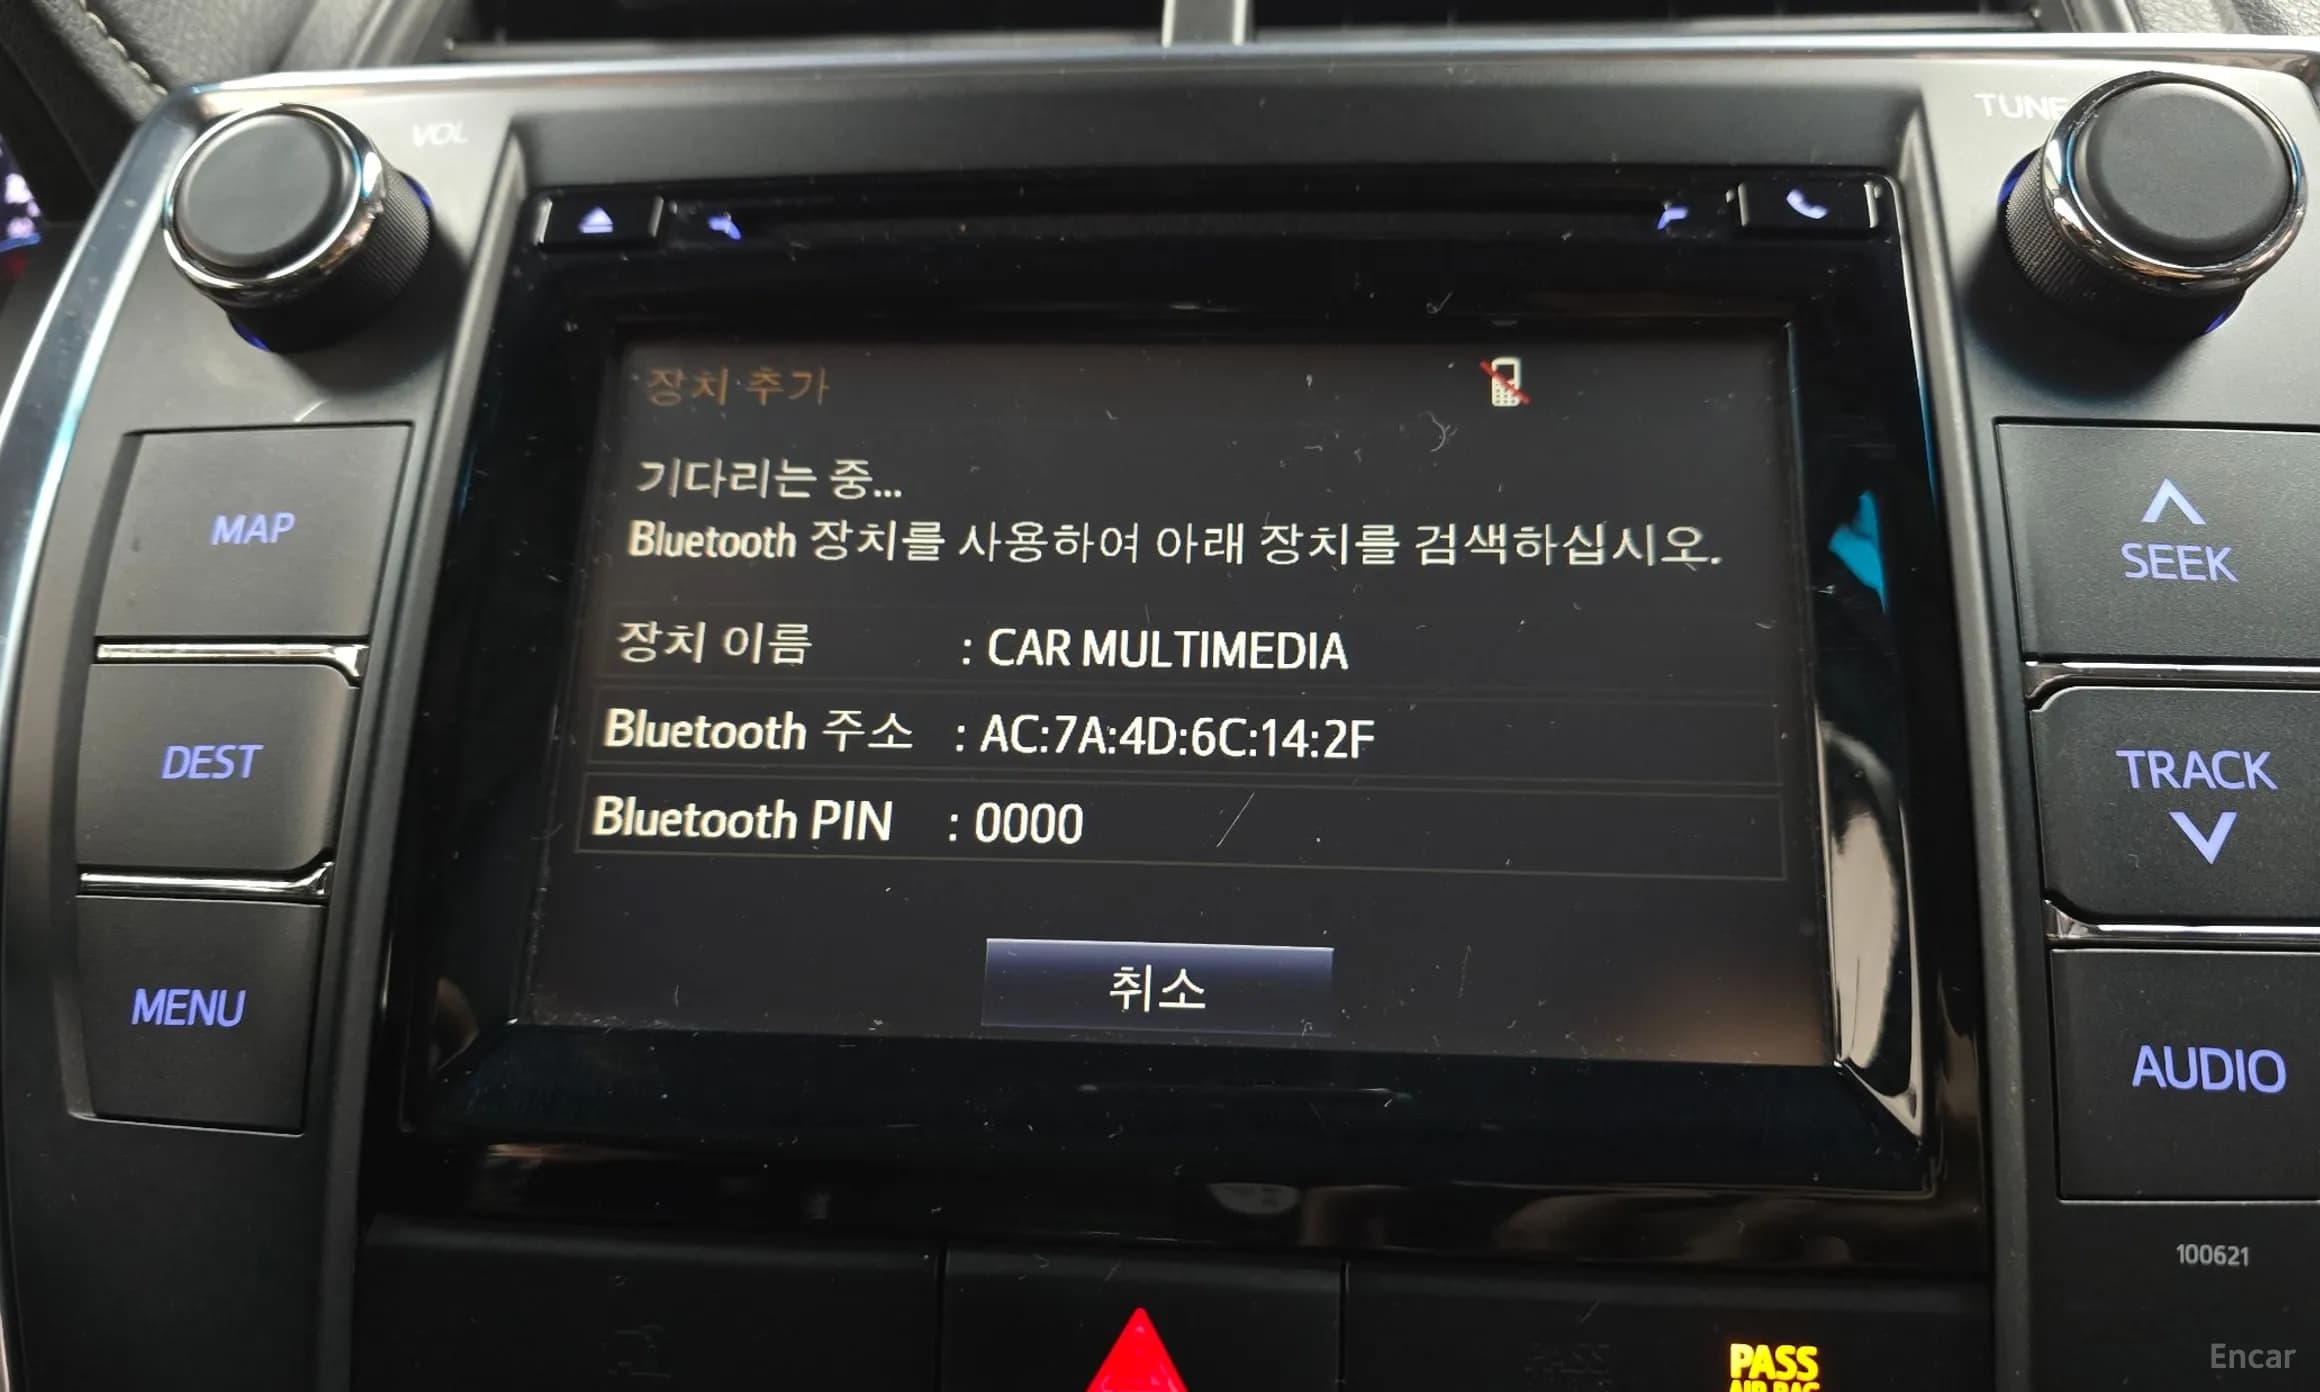 VOL
TUNE
장치 추가
기다리는 중...
Bluetooth 장치를 사용하여 아래 장치를 검색하십시오.
장치 이름 : CAR MULTIMEDIA
Bluetooth 주소 : AC:7A:4D:6C:14:2F
Bluetooth PIN : 0000
취소
MAP
DEST
MENU
SEEK
TRACK
AUDIO
100621
PASS
AIR BAG
Encar